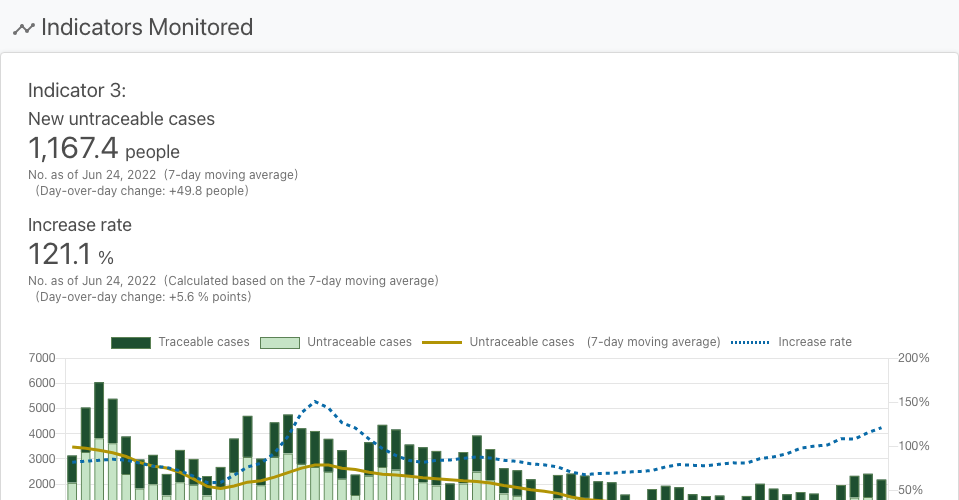 Indicators Monitored
Indicator 3:
New untraceable cases
1,167.4 people
No. as of Jun 24, 2022 (7-day moving average)
(Day-over-day change: +49.8 people)
Increase rate
121.1 %
No. as of Jun 24, 2022 (Calculated based on the 7-day moving average)
(Day-over-day change: +5.6 % points)
Traceable cases Untraceable cases Untraceable cases (7-day moving average) Increase rate
7000 200%
6000
5000 150%
4000
3000 100%
2000
50%